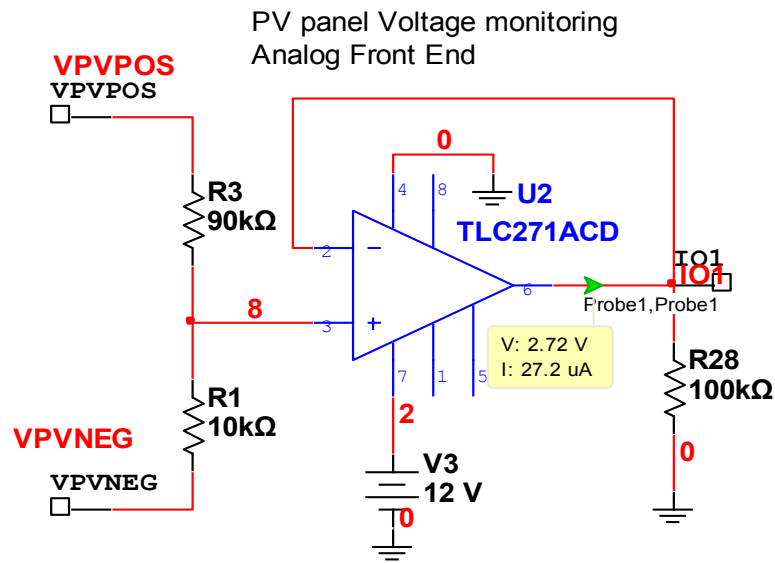 PV panel Voltage monitoring
Analog Front End
VPVPOS
VPVPOS
0
4
8
U2
R3
90kΩ
TLC271ACD
2
IO1
IO1
6
Probe1,Probe1
8
3
V: 2.72 V
I: 27.2 uA
R28
100kΩ
7
1
5
R1
10kΩ
2
VPVNEG
0
VPVNEG
V3
12 V
0